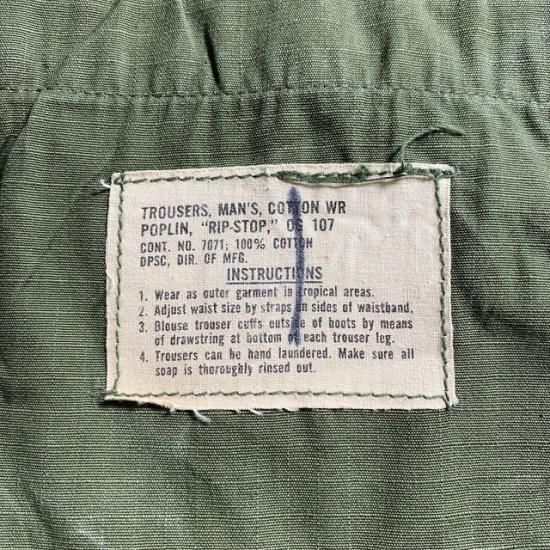 TROUSERS, MAN'S, COTTON WR
POPLIN, "RIP-STOP," OG 107
CONT. NO. 7071; 100% COTTON
DPSC, DIR. OF MFG.
INSTRUCTIONS
1. Wear as outer garment in tropical areas.
2. Adjust waist size by straps on sides of waistband.
3. Blouse trouser cuffs outside of boots by means
of drawstring at bottom of each trouser leg.
4. Trousers can be hand laundered. Make sure all
soap is thoroughly rinsed out.